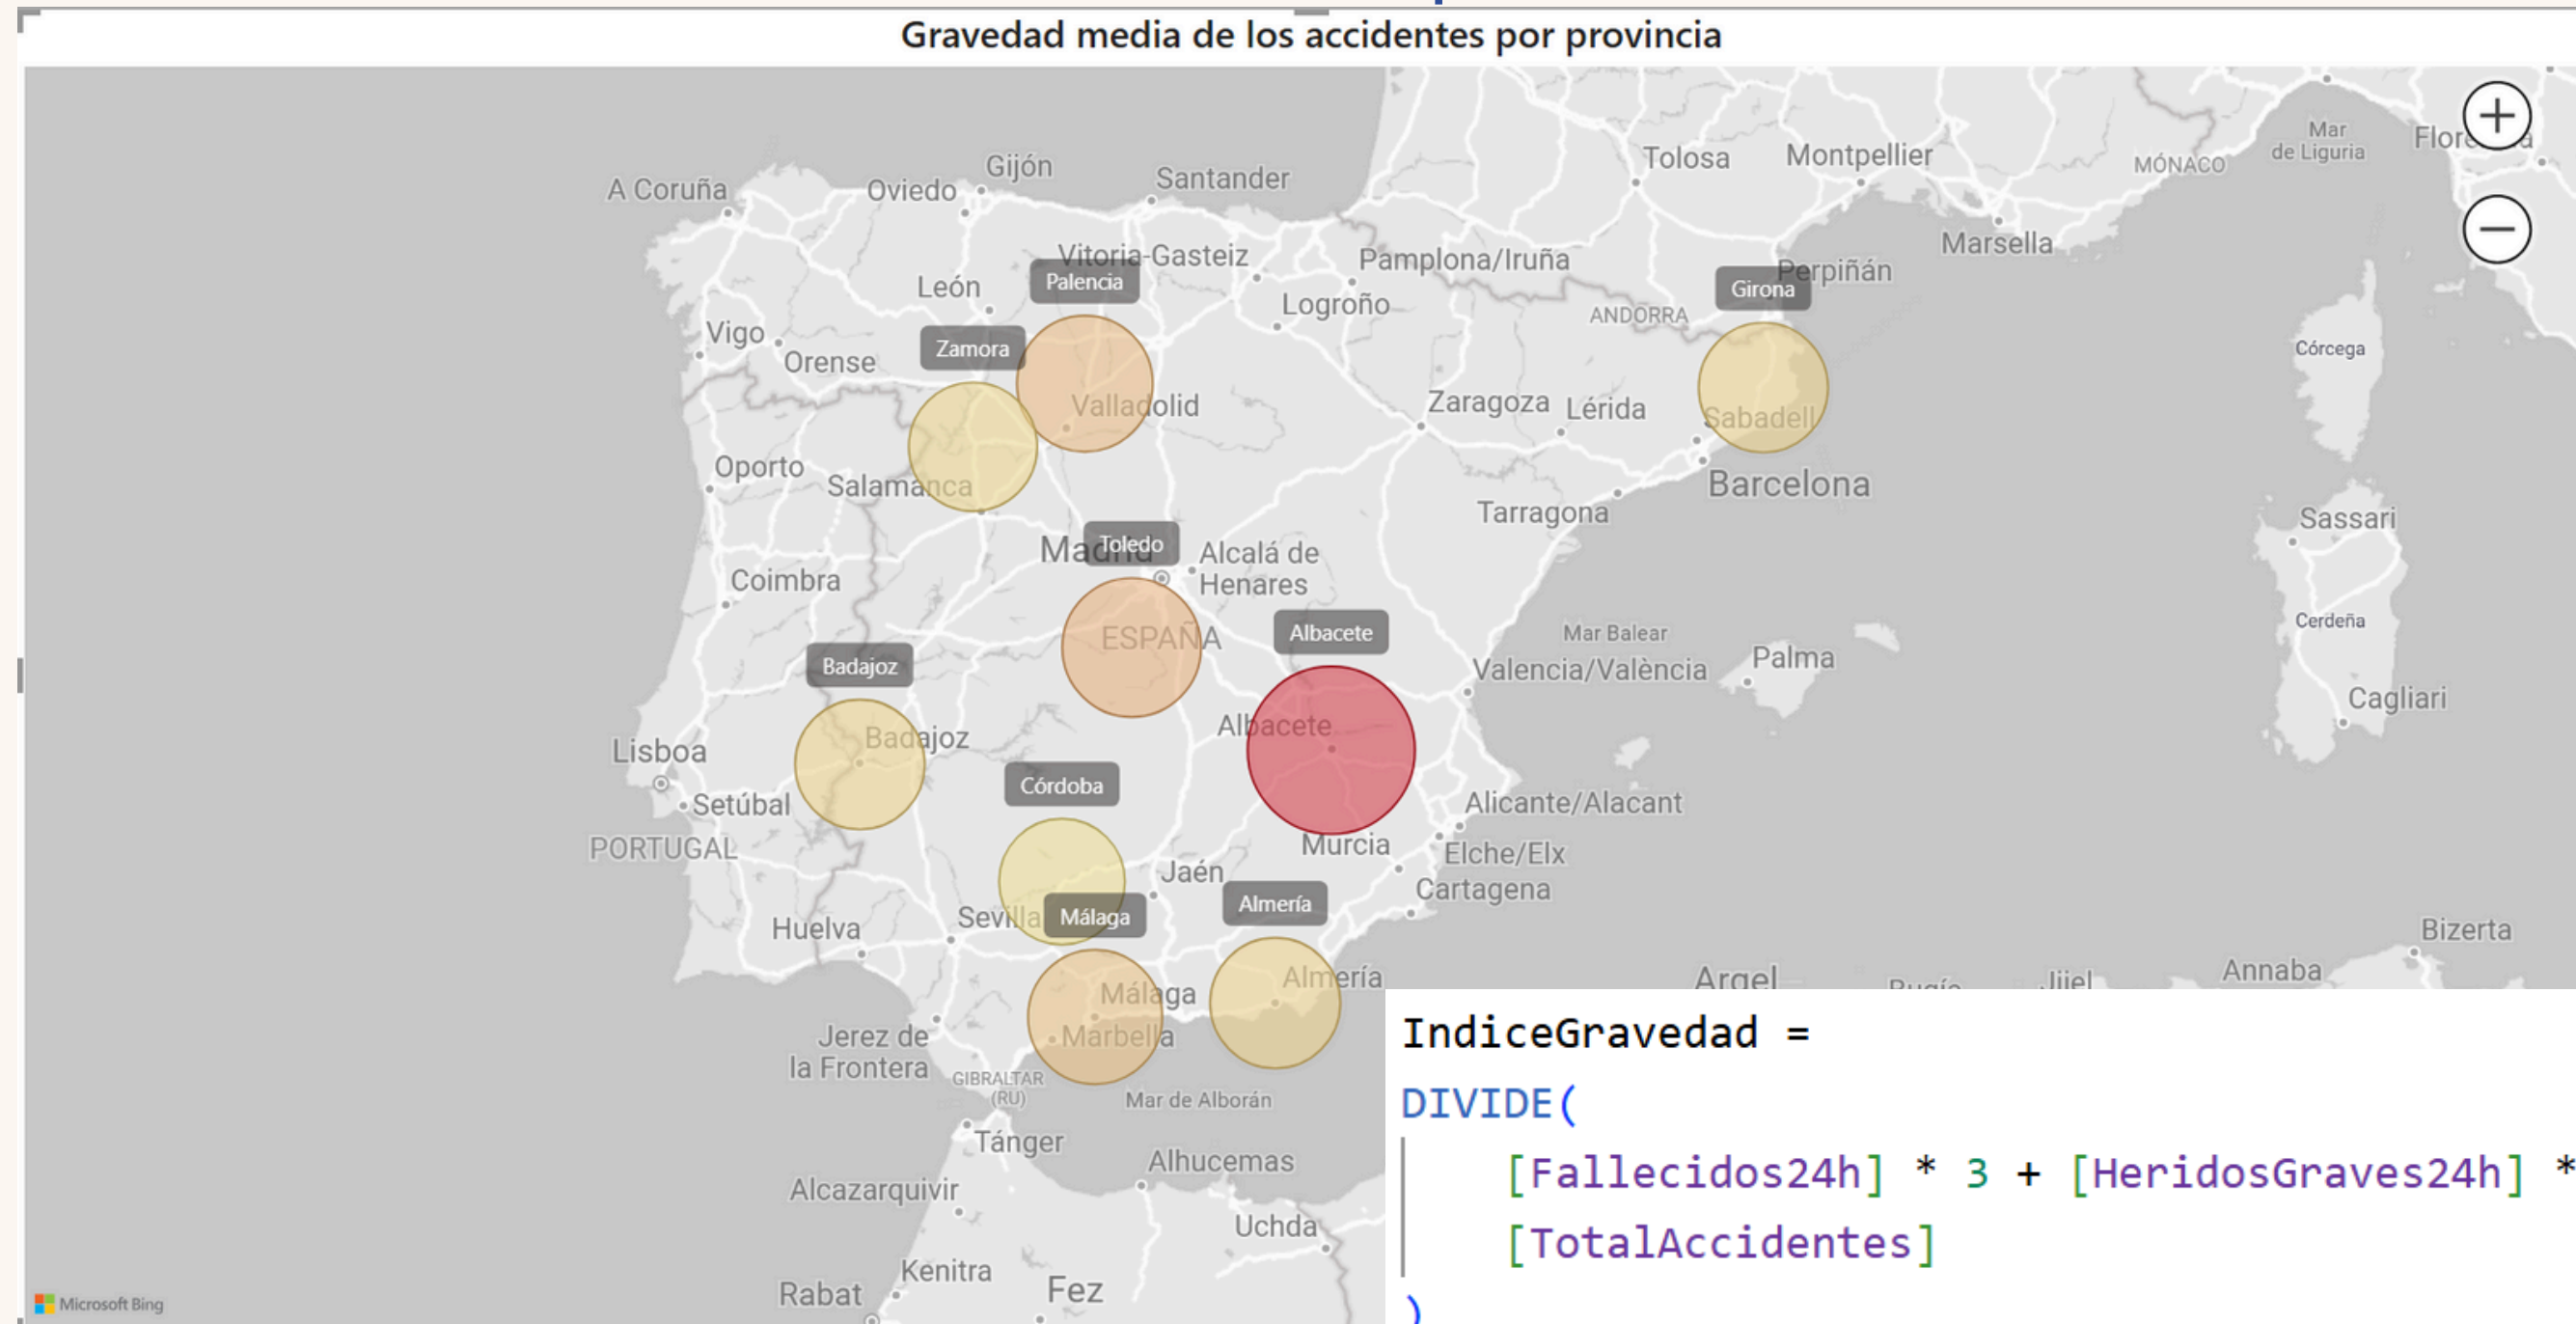 Gravedad media de los accidentes por provincia
Gijón
A Coruña
Oviedo
Santander
Tolosa
Montpellier
MÓNACO
Mar
de Liguria
Vitoria-Gasteiz
Pamplona/Iruña
Marsella
León
Palencia
Logroño
ANDORRA
Girona
Perpiñán
Vigo
Orense
Zamora
Córcega
Valladolid
Zaragoza
Lérida
Sabadell
Oporto
Salamanca
Barcelona
Tarragona
Sassari
Madrid
Toledo
Alcalá de
Henares
Coimbra
ESPAÑA
Albacete
Mar Balear
Cerdeña
Badajoz
Valencia/València
Palma
Cagliari
Badajoz
Albacete
Lisboa
Córdoba
Setúbal
Alicante/Alacant
PORTUGAL
Murcia
Elche/Elx
Jaén
Cartagena
Huelva
Sevilla
Málaga
Almería
Bizerta
Almería
Argel
Jijel
Annaba
Málaga
Marbella
Jerez de
la Frontera
GIBRALTAR
(RU)
Mar de Alborán
Tánger
Alhucemas
Alcazarquivir
Uchda
Kenitra
Rabat
Fez
Microsoft Bing
IndiceGravedad =
DIVIDE(
[Fallecidos24h] * 3 + [HeridosGraves24h] *
[TotalAccidentes]
)